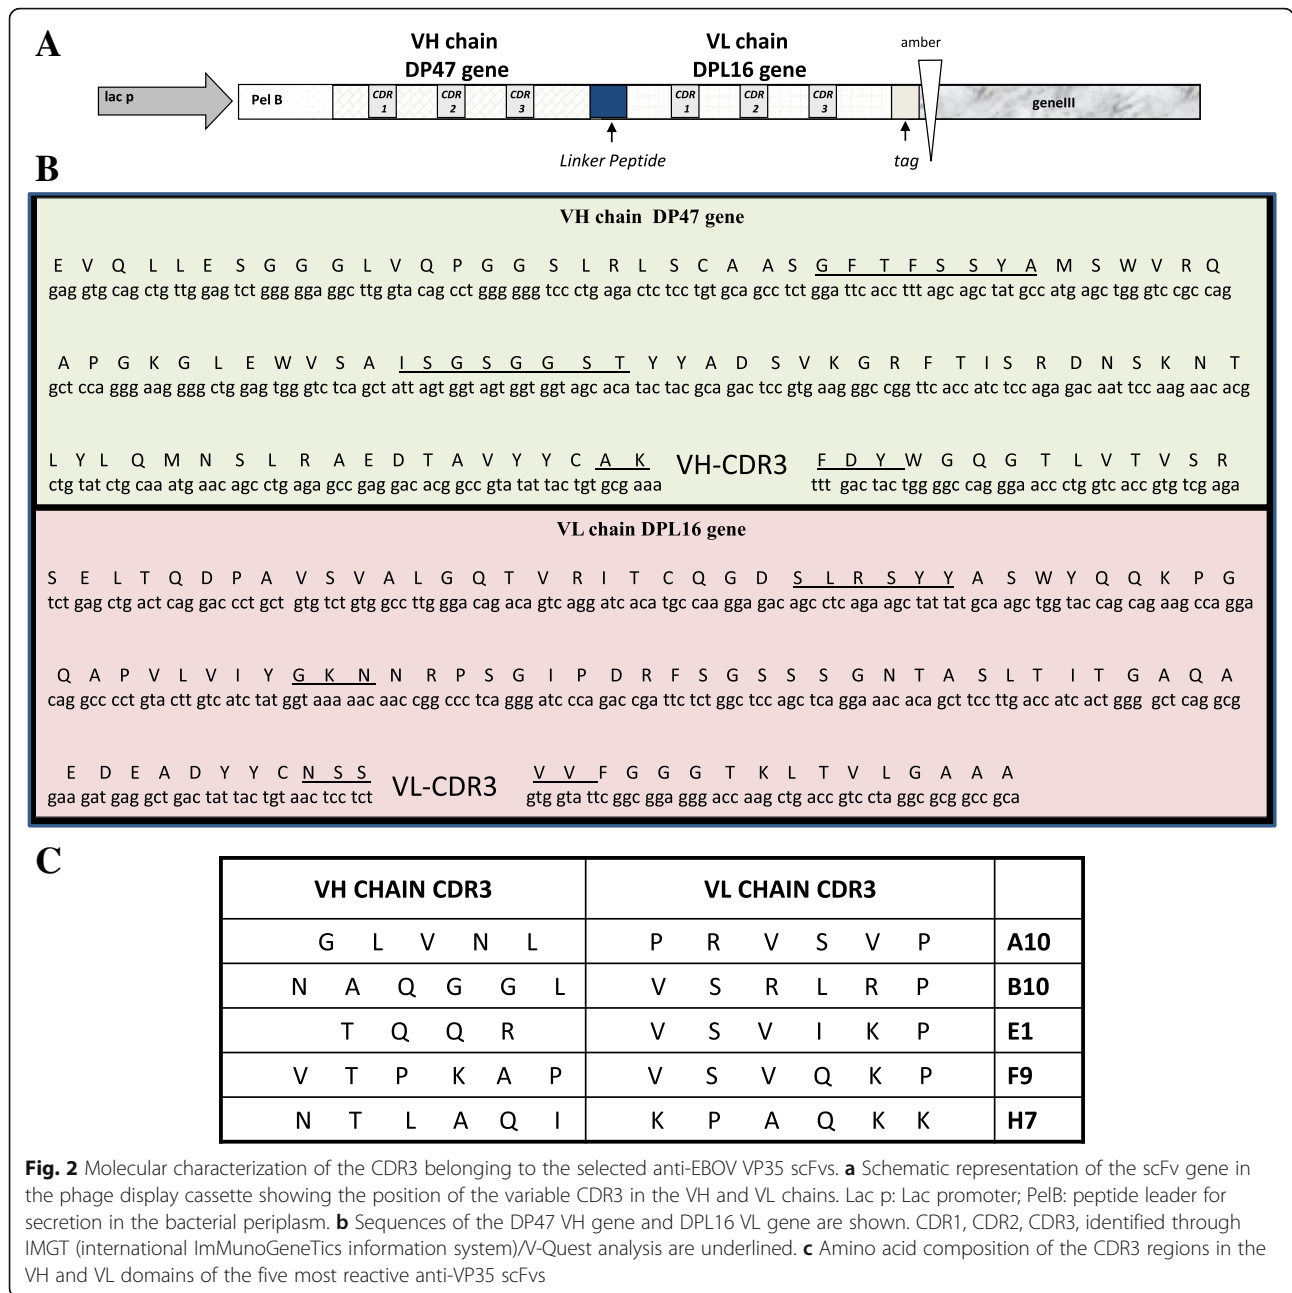 A
VH chain
DP47 gene
VL chain
DPL16 gene
amber
lac p
Pel B
CDR 1
CDR 2
CDR 3
CDR 1
CDR 2
CDR 3
geneIII
Linker Peptide
tag
B
VH chain DP47 gene
E V Q L L E S G G G L V Q P G G S L R L S C A A S G F T F S S Y A M S W V R Q
gag gtg cag ctg ttg gag tct ggg gga ggc ttg gta cag cct ggg ggg tcc ctg aga ctc tcc tgt gca gcc tct gga ttc acc ttt agc agc tat gcc atg agc tgg gtc cgc cag
A P G K G L E W V S A I S G S G G S T Y Y A D S V K G R F T I S R D N S K N T
gct cca ggg aag ggg ctg gag tgg gtc tca gct att agt ggt agt ggt ggt agc aca tac tac gca gac tcc gtg aag ggc cgg ttc acc atc tcc aga gac aat tcc aag aac acg
L Y L Q M N S L R A E D T A V Y Y C A K VH-CDR3 F D Y W G Q G T L V T V S R
ctg tat ctg caa atg aac agc ctg aga gcc gag gac acg gcc gta tat tac tgt gcg aaa ttt gac tac tgg ggc cag gga acc ctg gtc acc gtg tcg aga
VL chain DPL16 gene
S E L T Q D P A V S V A L G Q T V R I T C Q G D S L R S Y Y A S W Y Q Q K P G
tct gag ctg act cag gac cct gct gtg tct gtg gcc ttg gga cag aca gtc agg atc aca tgc caa gga gac agc ctc aga agc tat tat gca agc tgg tac cag cag aag cca gga
Q A P V L V I Y G K N N R P S G I P D R F S G S S S G N T A S L T I T G A Q A
cag gcc cct gta ctt gtc atc tat ggt aaa aac aac cgg ccc tca ggg atc cca gac cga ttc tct ggc tcc agc tca gga aac aca gct tcc ttg acc atc act ggg gct cag gcg
E D E A D Y Y C N S S VL-CDR3 V V F G G G T K L T V L G A A A
gaa gat gag gct gac tat tac tgt aac tcc tct gtg gta ttc ggc gga ggg acc aag ctg acc gtc cta ggc gcg gcc gca
C
VH CHAIN CDR3 VL CHAIN CDR3
G L V N L P R V S V P A10
N A Q G G L V S R L R P B10
T Q Q R V S V I K P E1
V T P K A P V S V Q K P F9
N T L A Q I K P A Q K K H7
Fig. 2 Molecular characterization of the CDR3 belonging to the selected anti-EBOV VP35 scFvs. a Schematic representation of the scFv gene in
the phage display cassette showing the position of the variable CDR3 in the VH and VL chains. Lac p: Lac promoter; PelB: peptide leader for
secretion in the bacterial periplasm. b Sequences of the DP47 VH gene and DPL16 VL gene are shown. CDR1, CDR2, CDR3, identified through
IMGT (international ImMunoGeneTics information system)/V-Quest analysis are underlined. c Amino acid composition of the CDR3 regions in the
VH and VL domains of the five most reactive anti-VP35 scFvs